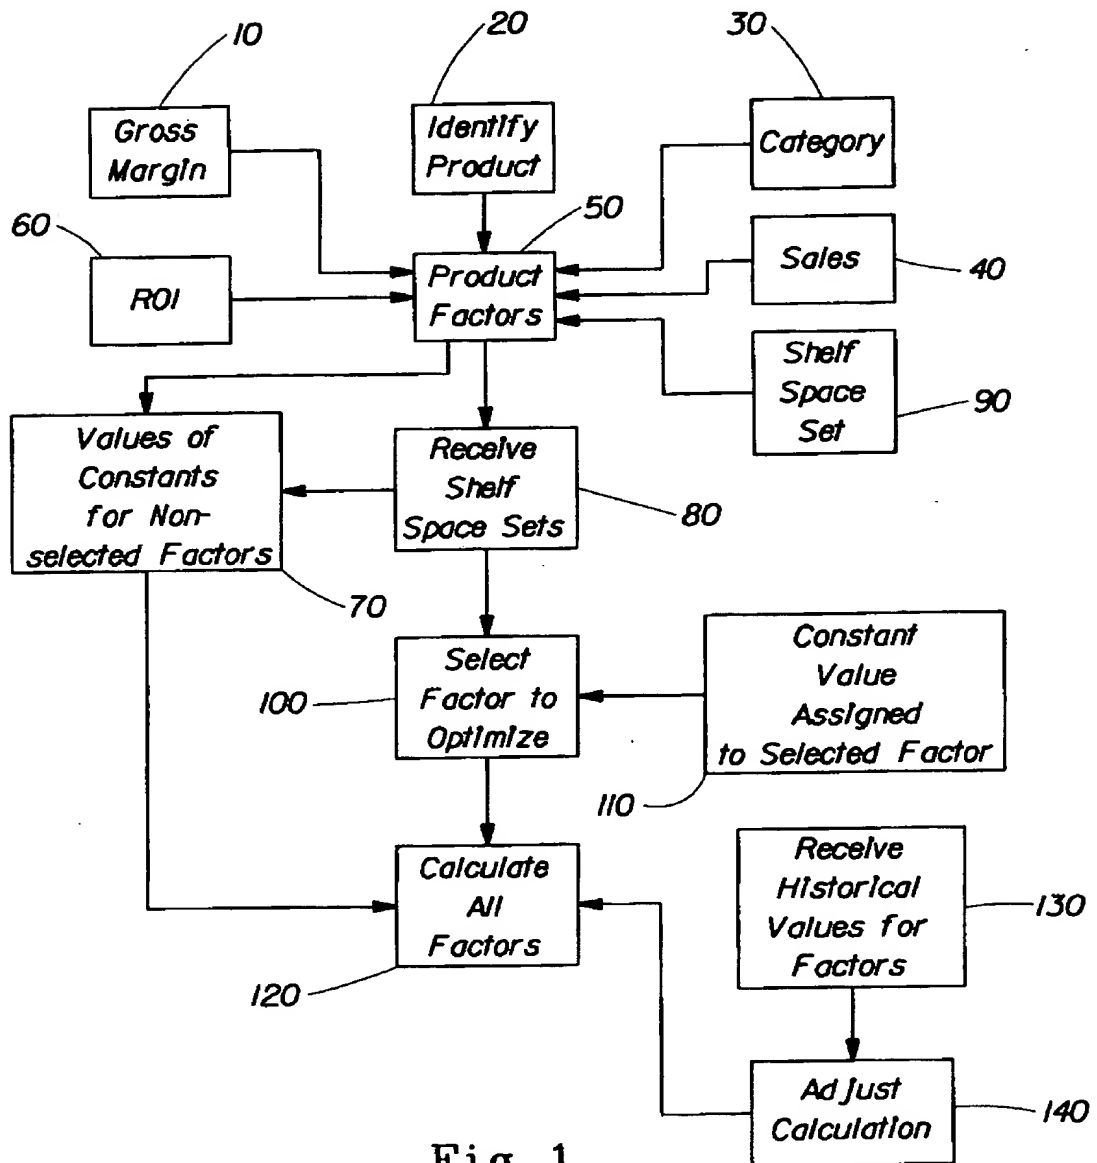 10
20
30
Gross
Margin
Identify
Product
Category
60
50
ROI
Product
Factors
Sales
40
Shelf
Space
Set
90
Values of
Constants
for Non-
selected Factors
70
Receive
Shelf
Space Sets
80
100
Select
Factor to
Optimize
Constant
Value
Assigned
to Selected Factor
110
Calculate
All
Factors
120
Receive
Historical
Values for
Factors
130
Adjust
Calculation
140
Fig. 1